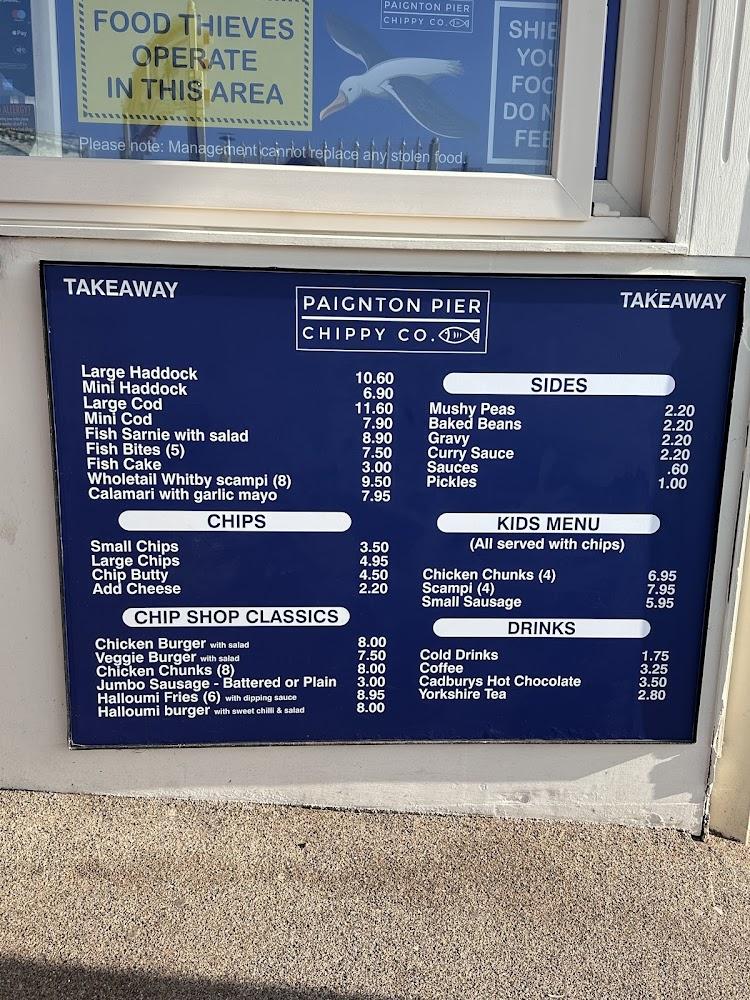 Pay
ALLERGY?
FOOD THIEVES
OPERATE
IN THIS AREA
PAIGNTON PIER
CHIPPY CO.
Please note: Management cannot replace any stolen food.
TAKEAWAY
PAIGNTON PIER
CHIPPY CO.
TAKEAWAY
Large Haddock 10.60
Mini Haddock 6.90
Large Cod 11.60
Mini Cod 7.90
Fish Sarnie with salad 8.90
Fish Bites (5) 7.50
Fish Cake 3.00
Wholetail Whitby scampi (8) 9.50
Calamari with garlic mayo 7.95
CHIPS
Small Chips 3.50
Large Chips 4.95
Chip Butty 4.50
Add Cheese 2.20
CHIP SHOP CLASSICS
Chicken Burger with salad 8.00
Veggie Burger with salad 7.50
Chicken Chunks (8) 8.00
Jumbo Sausage - Battered or Plain 3.00
Halloumi Fries (6) with dipping sauce 8.95
Halloumi burger with sweet chilli & salad 8.00
SIDES
Mushy Peas 2.20
Baked Beans 2.20
Gravy 2.20
Curry Sauce 2.20
Sauces .60
Pickles 1.00
KIDS MENU
(All served with chips)
Chicken Chunks (4) 6.95
Scampi (4) 7.95
Small Sausage 5.95
DRINKS
Cold Drinks 1.75
Coffee 3.25
Cadburys Hot Chocolate 3.50
Yorkshire Tea 2.80